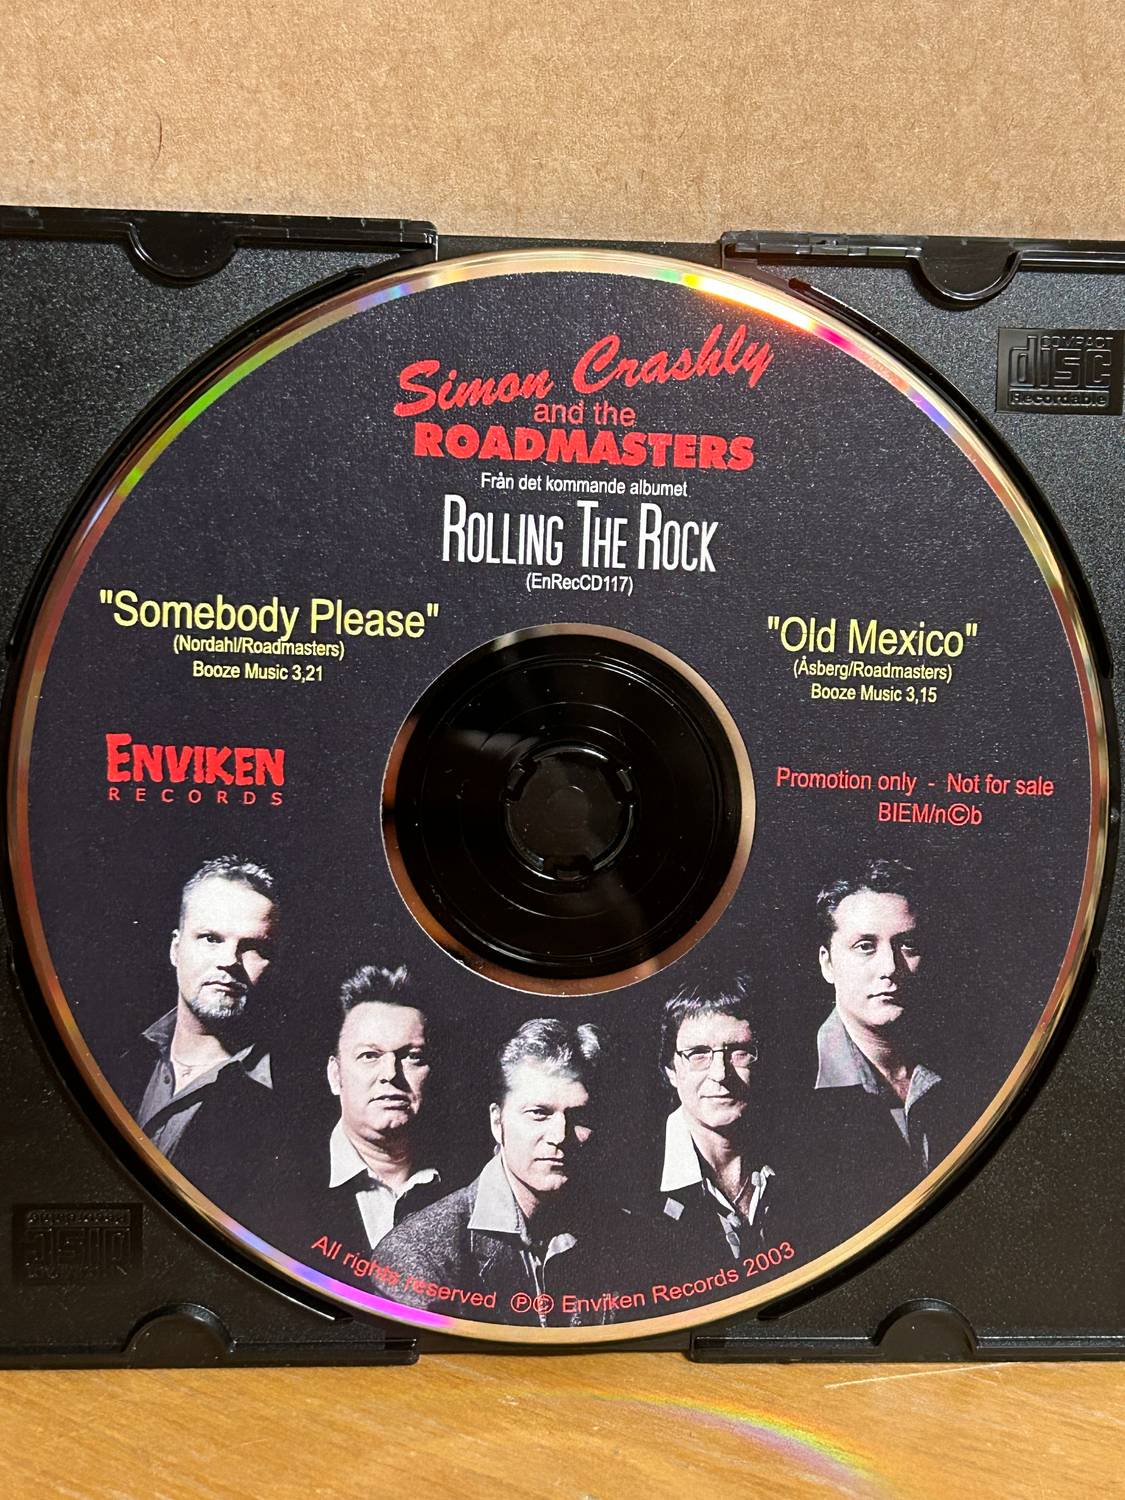 Simon Crashly
and the
ROADMASTERS
Från det kommande albumet
ROLLING THE ROCK
(EnRecCD117)
"Somebody Please"
(Nordahl/Roadmasters)
Booze Music 3,21
"Old Mexico"
(Åsberg/Roadmasters)
Booze Music 3,15
ENVIKEN
RECORDS
Promotion only - Not for sale
BIEM/n©b
All rights reserved ℗© Enviken Records 2003
COMPACT
disc
Recordable